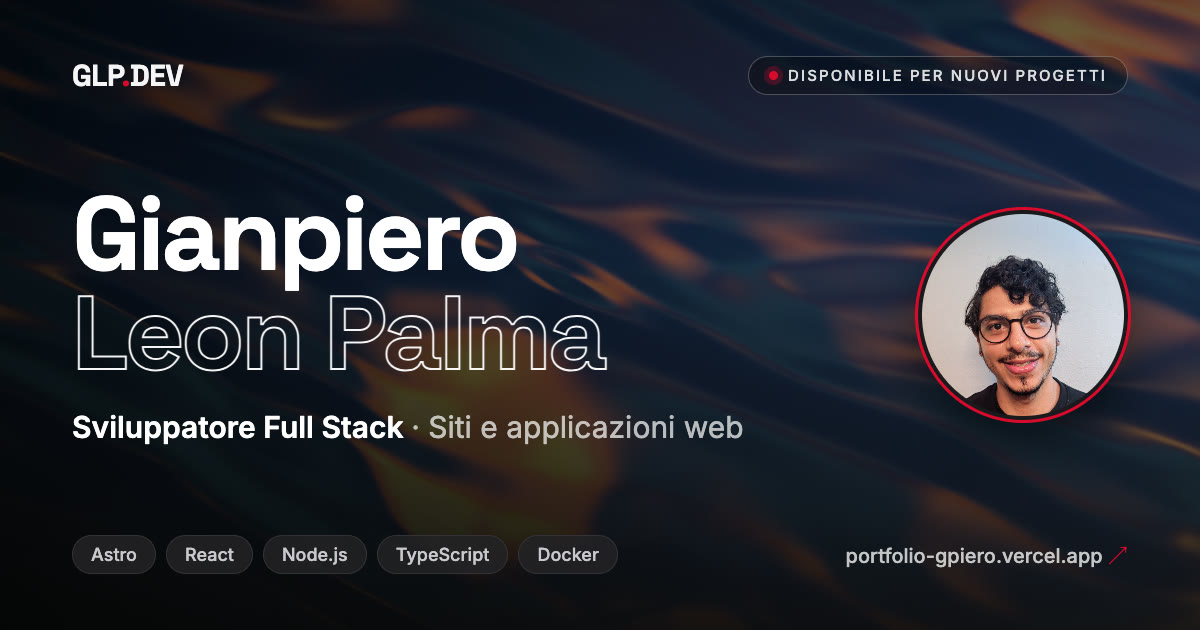 GLP.DEV
DISPONIBILE PER NUOVI PROGETTI
Gianpiero
Leon Palma
Sviluppatore Full Stack · Siti e applicazioni web
Astro React Node.js TypeScript Docker
portfolio-gpiero.vercel.app ↗